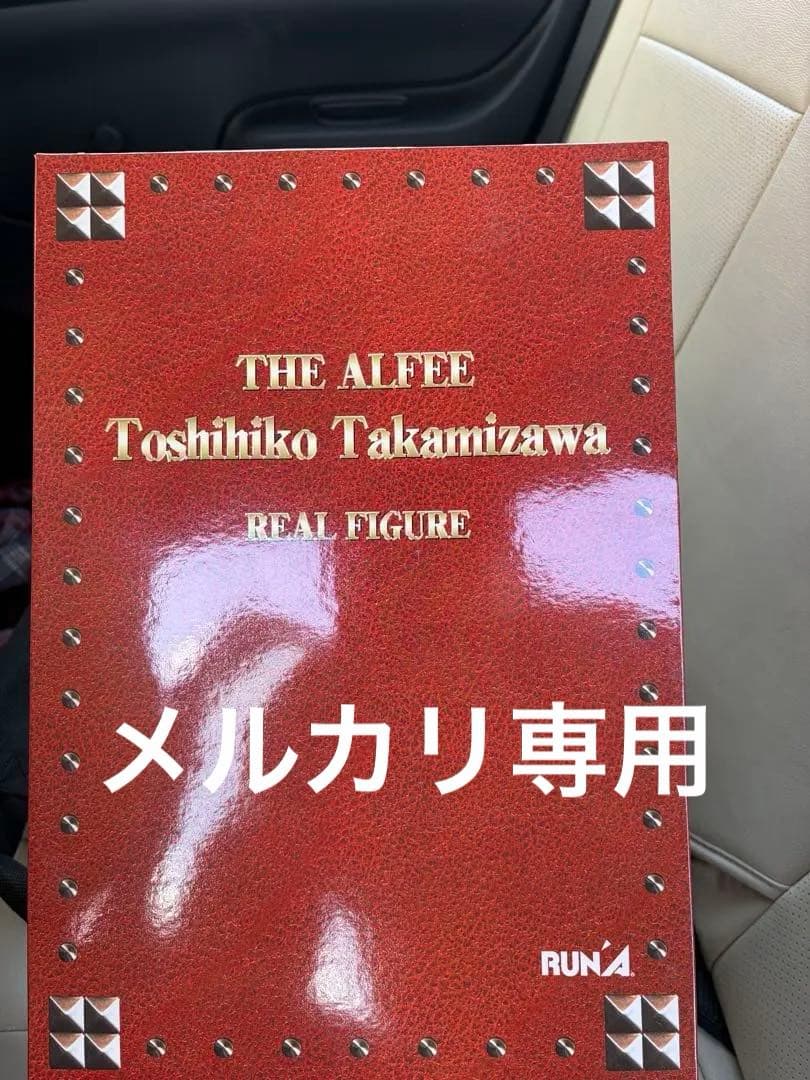 THE ALFEE
Toshihiko Takamizawa
REAL FIGURE
メルカリ専用
RUN'A